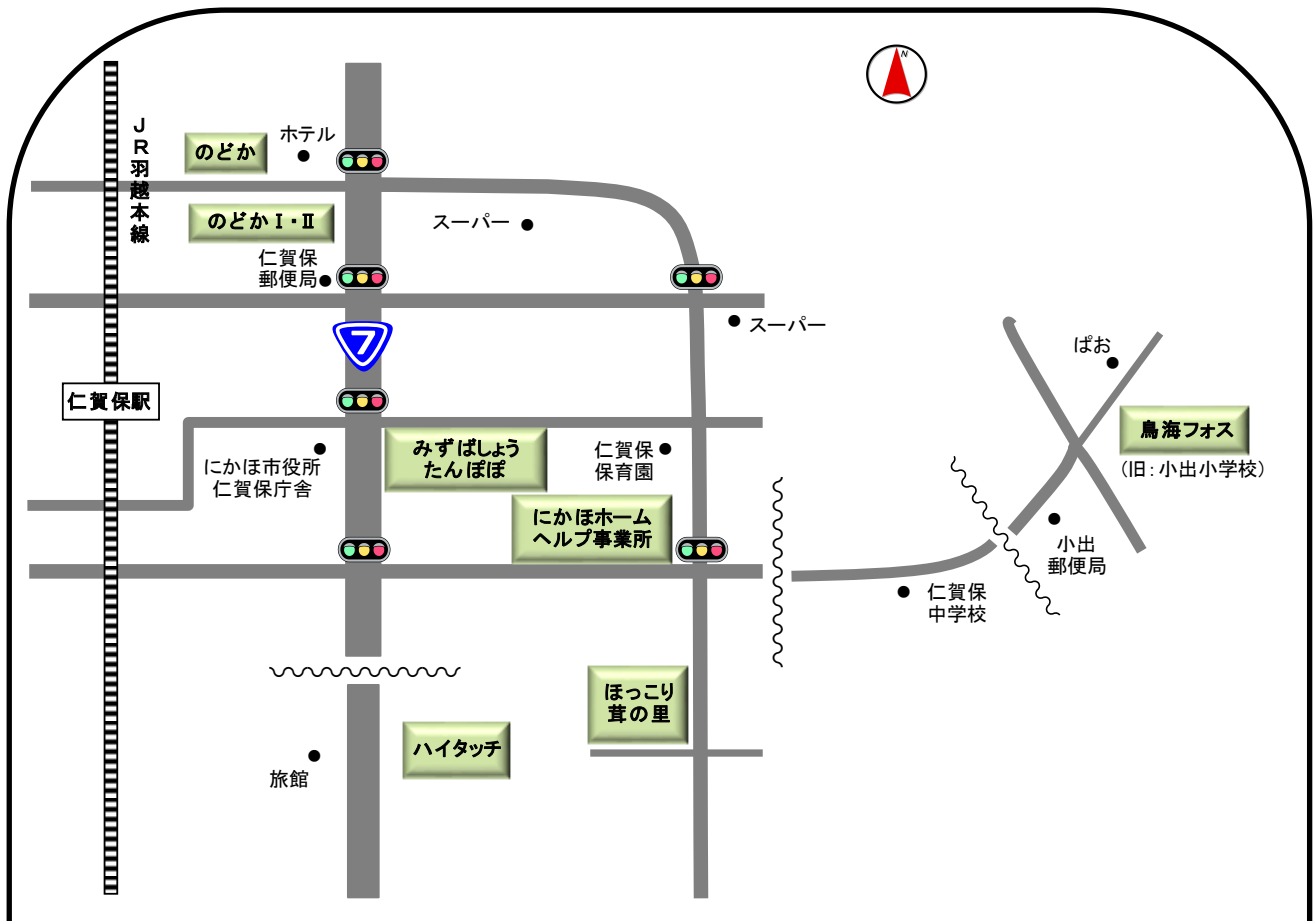 N
JR羽越本線
のどか
ホテル
のどかⅠ・Ⅱ
スーパー
仁賀保
郵便局
スーパー
7
ぱお
仁賀保駅
鳥海フォス
(旧:小出小学校)
みずばしょう
たんぽぽ
仁賀保
保育園
にかほ市役所
仁賀保庁舎
にかほホーム
ヘルプ事業所
小出
郵便局
仁賀保
中学校
ほっこり
茸の里
ハイタッチ
旅館